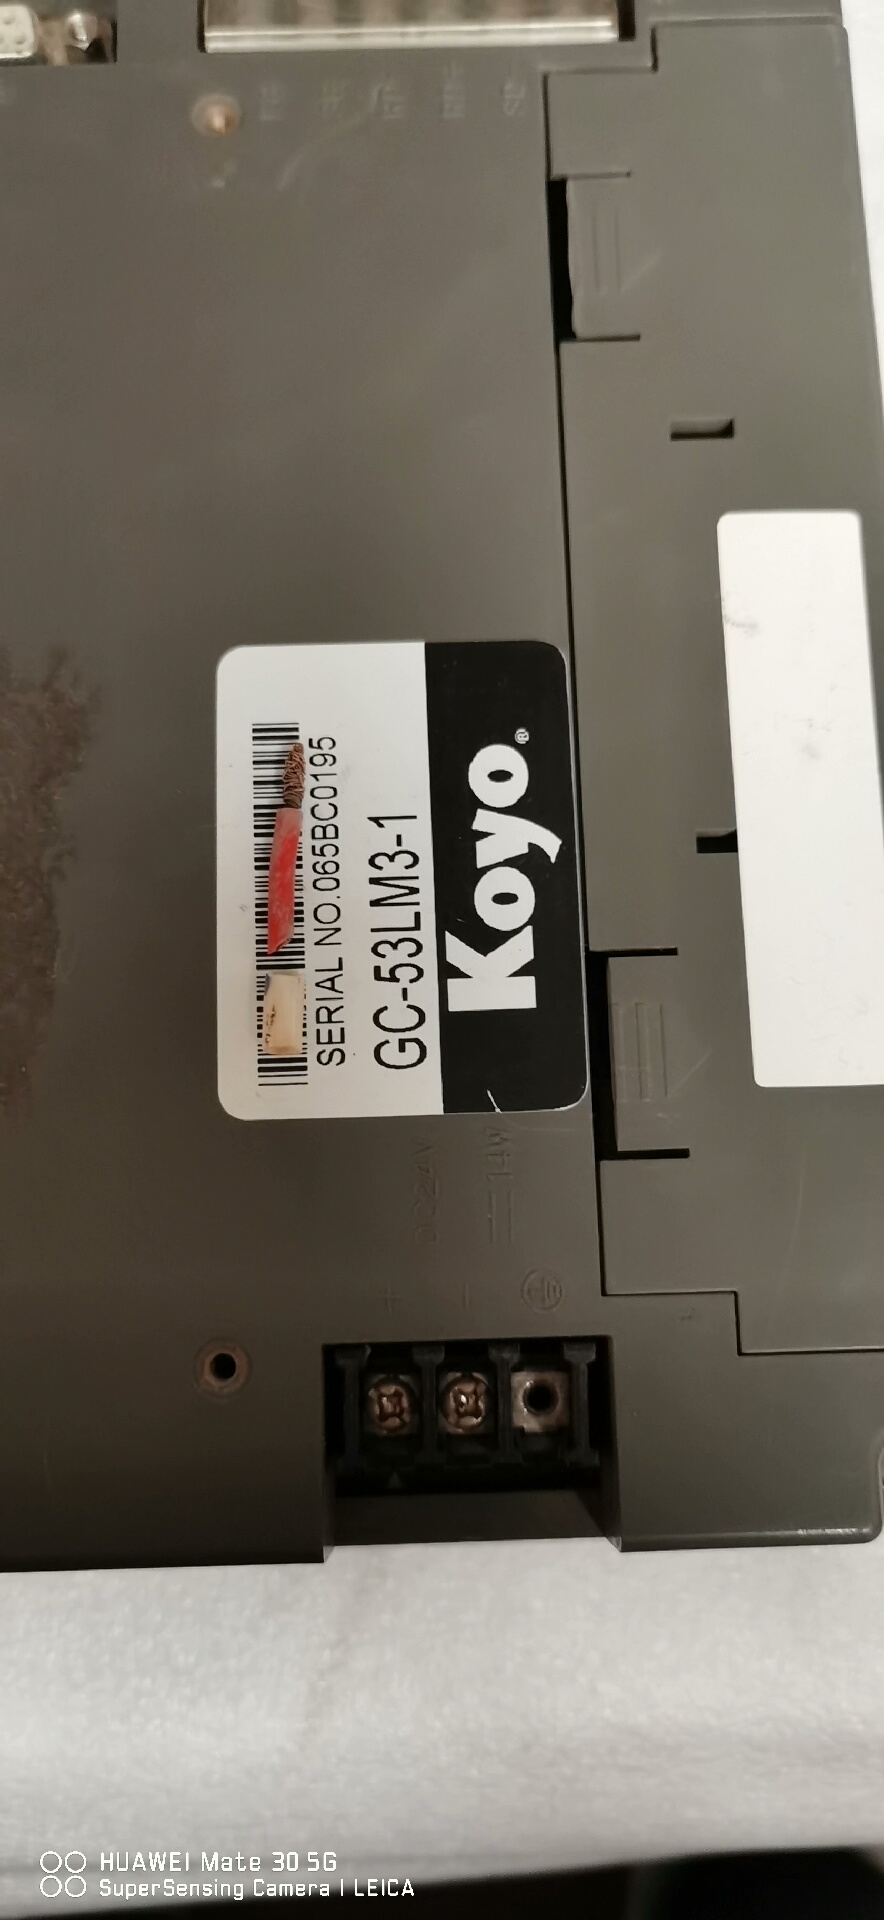 Koyo®
GC-53LM3-1
SERIAL NO.065BC0195
DC24V
14W
+
−
HUAWEI Mate 30 5G
SuperSensing Camera | LEICA